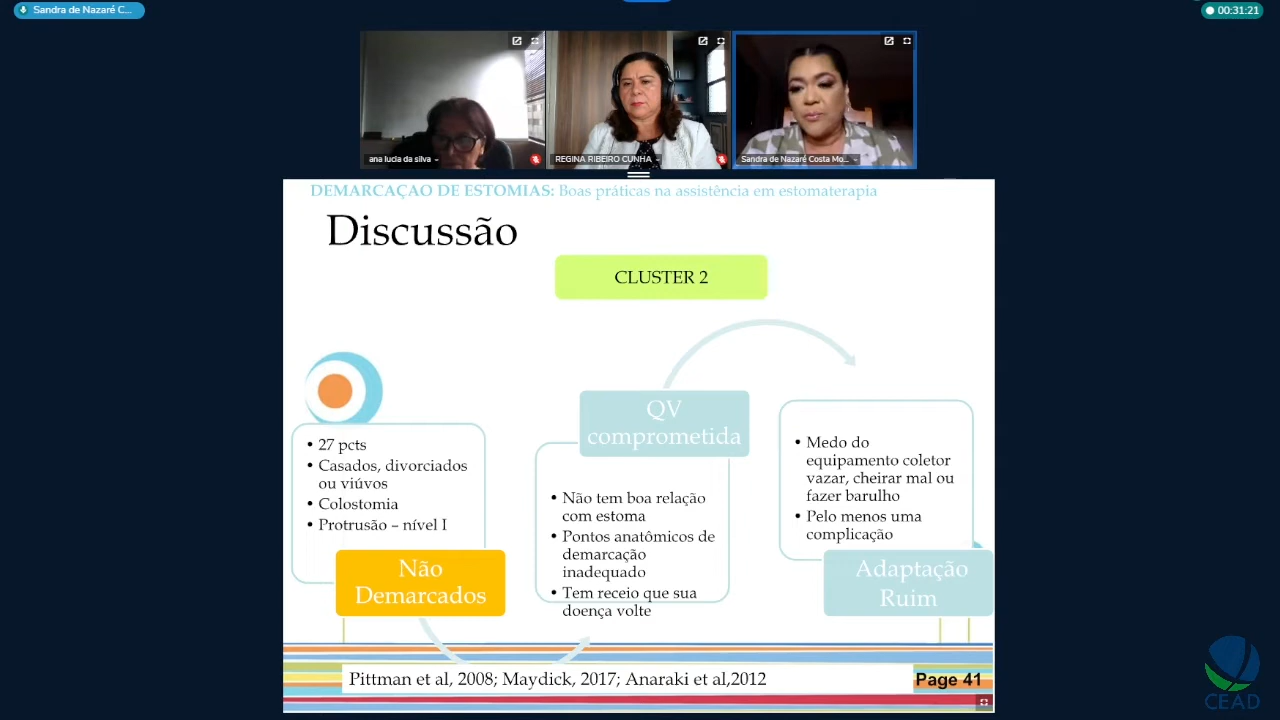 Sandra de Nazaré C...
00:31:21
ana lucia da silva
REGINA RIBEIRO CUNHA
Sandra de Nazaré Costa Mo...
DEMARCAÇAO DE ESTOMIAS: Boas práticas na assistência em estomaterapia
Discussão
CLUSTER 2
• 27 pcts
• Casados, divorciados
ou viúvos
• Colostomia
• Protrusão – nível I
Não
Demarcados
QV
comprometida
• Não tem boa relação
com estoma
• Pontos anatômicos de
demarcação
inadequado
• Tem receio que sua
doença volte
• Medo do
equipamento coletor
vazar, cheirar mal ou
fazer barulho
• Pelo menos uma
complicação
Adaptação
Ruim
Pittman et al, 2008; Maydick, 2017; Anaraki et al,2012
Page 41
CEAD